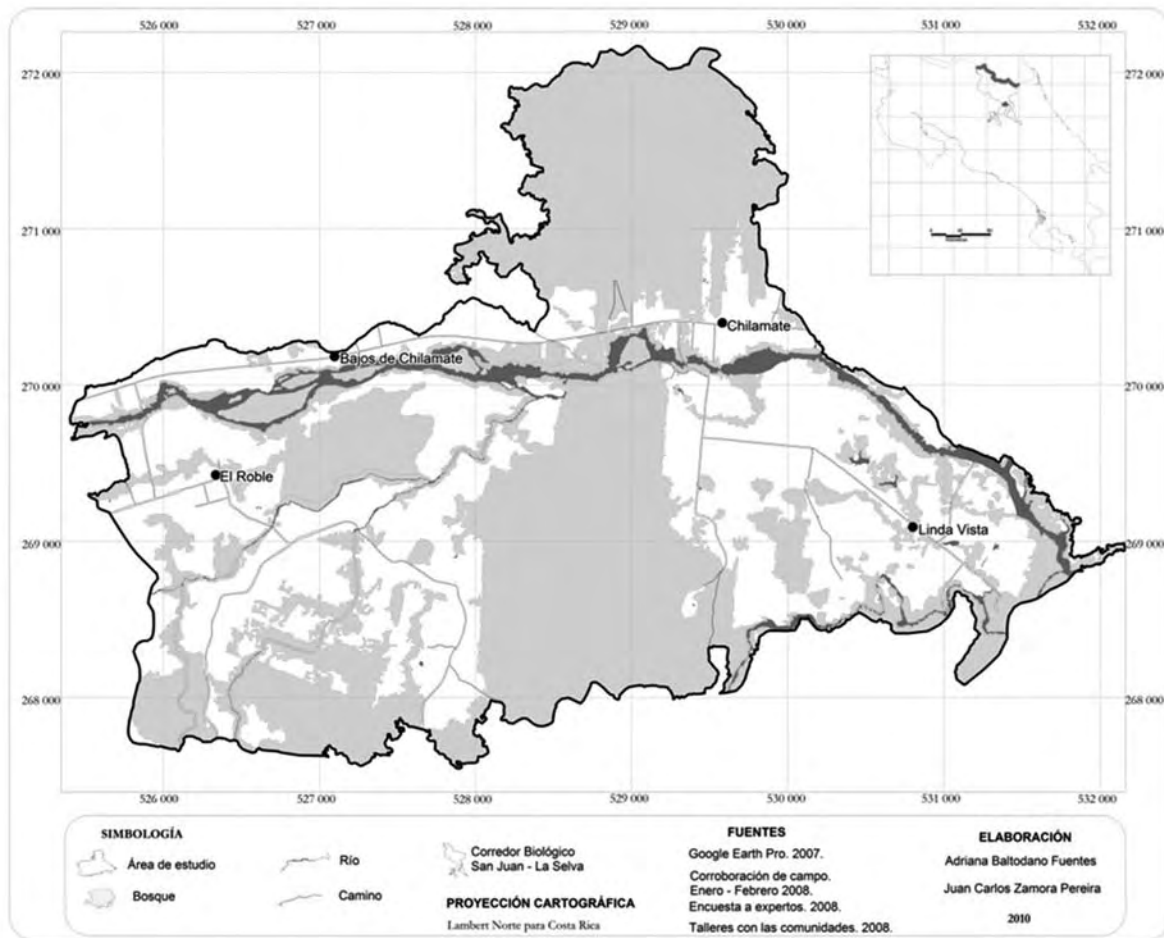 526 000 527 000 528 000 529 000 530 000 531 000 532 000
272 000 272 000
271 000 271 000
Chilamate
Bajos de Chilamate
270 000 270 000
El Roble
Linda Vista
269 000 269 000
268 000 268 000
526 000 527 000 528 000 529 000 530 000 531 000 532 000
SIMBOLOGÍA
Área de estudio
Bosque
Río
Camino
Corredor Biológico
San Juan - La Selva
PROYECCIÓN CARTOGRÁFICA
Lambert Norte para Costa Rica
FUENTES
Google Earth Pro. 2007.
Corroboración de campo.
Enero - Febrero 2008.
Encuesta a expertos. 2008.
Talleres con las comunidades. 2008.
ELABORACIÓN
Adriana Baltodano Fuentes
Juan Carlos Zamora Pereira
2010